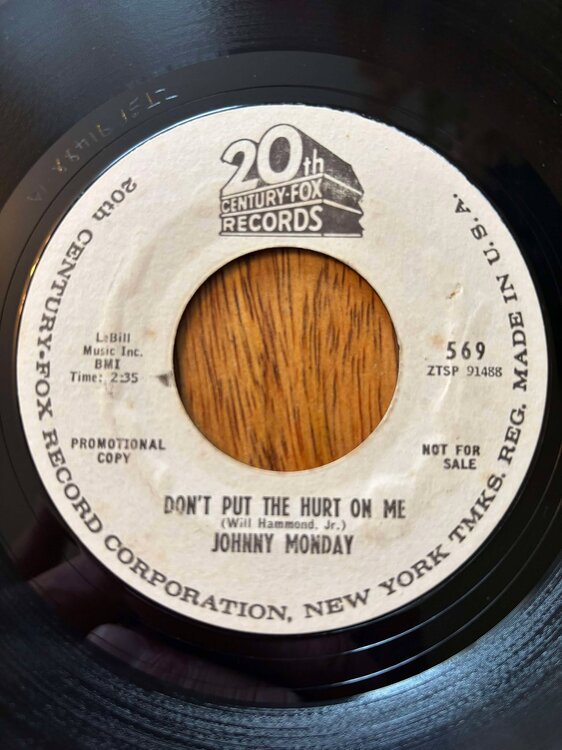 20th
CENTURY-FOX
RECORDS
20th CENTURY-FOX RECORD CORPORATION, NEW YORK TMKS. REG. MADE IN U.S.A.
LeBill
Music Inc.
BMI
Time: 2:35
569
ZTSP 91488
PROMOTIONAL
COPY
NOT FOR
SALE
DON'T PUT THE HURT ON ME
(Will Hammond, Jr.)
JOHNNY MONDAY